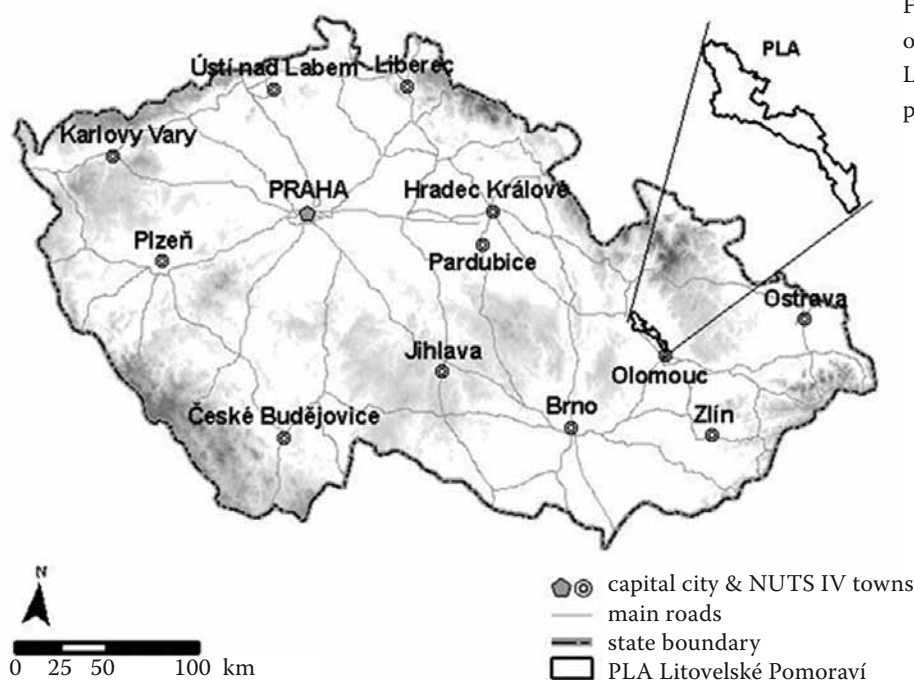 PLA
Ústí nad Labem
Liberec
Karlovy Vary
PRAHA
Hradec Králové
Plzeň
Pardubice
Ostrava
Jihlava
Olomouc
České Budějovice
Brno
Zlín
N
0 25 50 100 km
capital city & NUTS IV towns
main roads
state boundary
PLA Litovelské Pomoraví